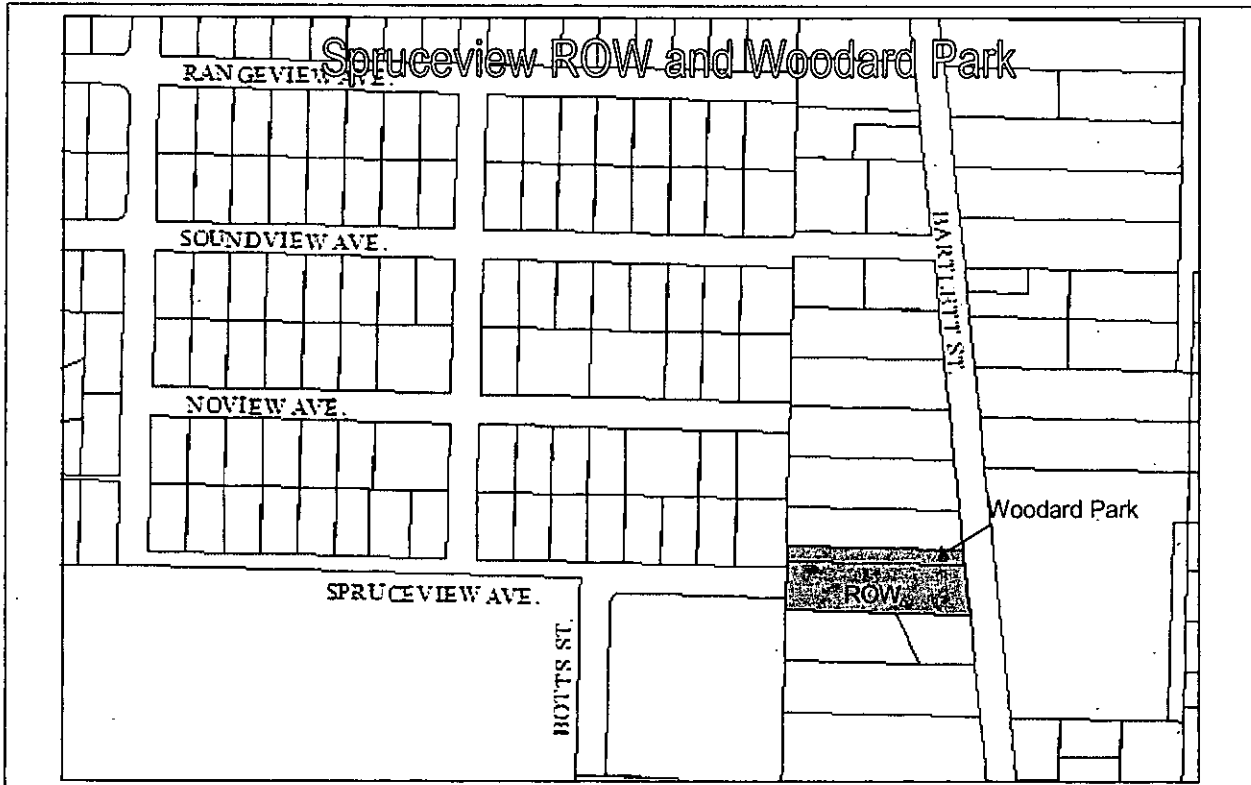 Spruceview ROW and Woodard Park
RANGEVIEW AVE.
SOUNDVIEW AVE.
BARTLETT ST.
NOVIEW AVE.
Woodard Park
ROW
SPRUCEVIEW AVE.
BOTTS ST.